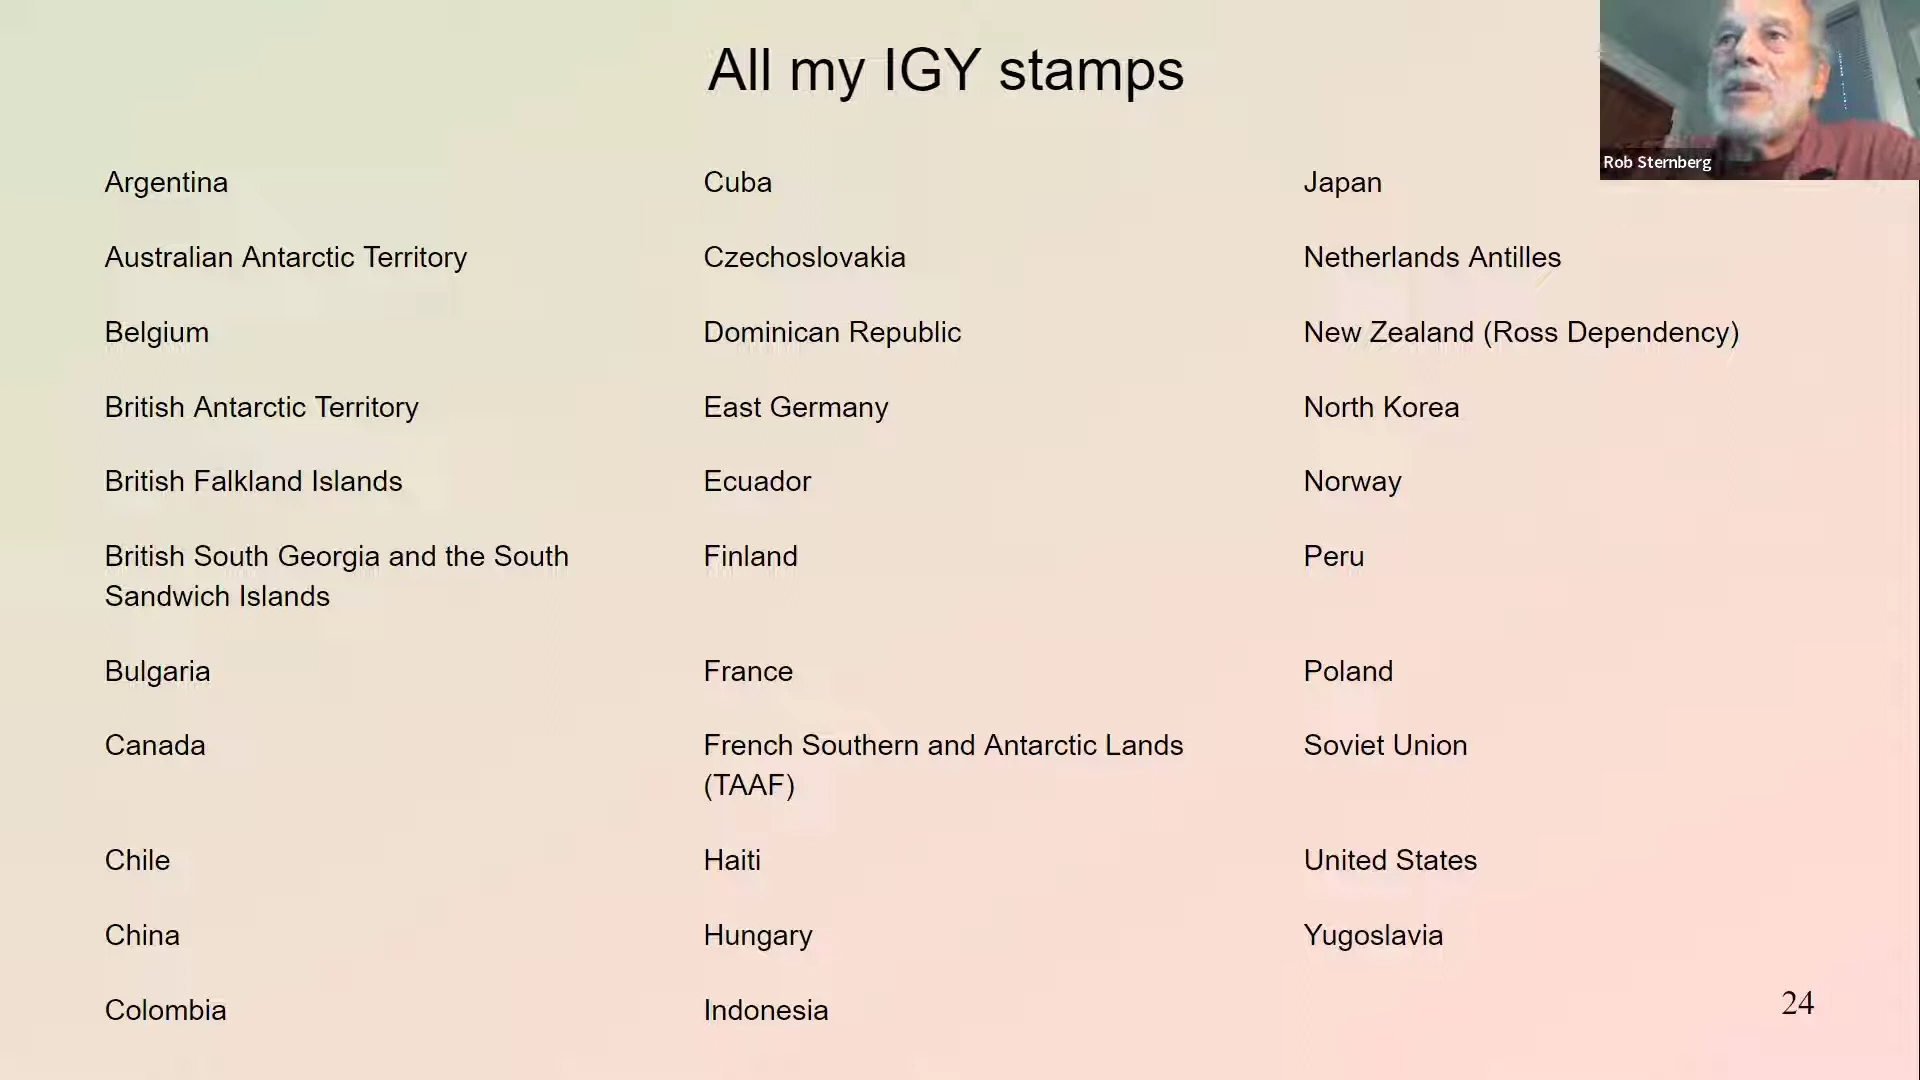 All my IGY stamps
Rob Sternberg
Argentina
Cuba
Japan
Australian Antarctic Territory
Czechoslovakia
Netherlands Antilles
Belgium
Dominican Republic
New Zealand (Ross Dependency)
British Antarctic Territory
East Germany
North Korea
British Falkland Islands
Ecuador
Norway
British South Georgia and the South
Sandwich Islands
Finland
Peru
Bulgaria
France
Poland
Canada
French Southern and Antarctic Lands
(TAAF)
Soviet Union
Chile
Haiti
United States
China
Hungary
Yugoslavia
Colombia
Indonesia
24